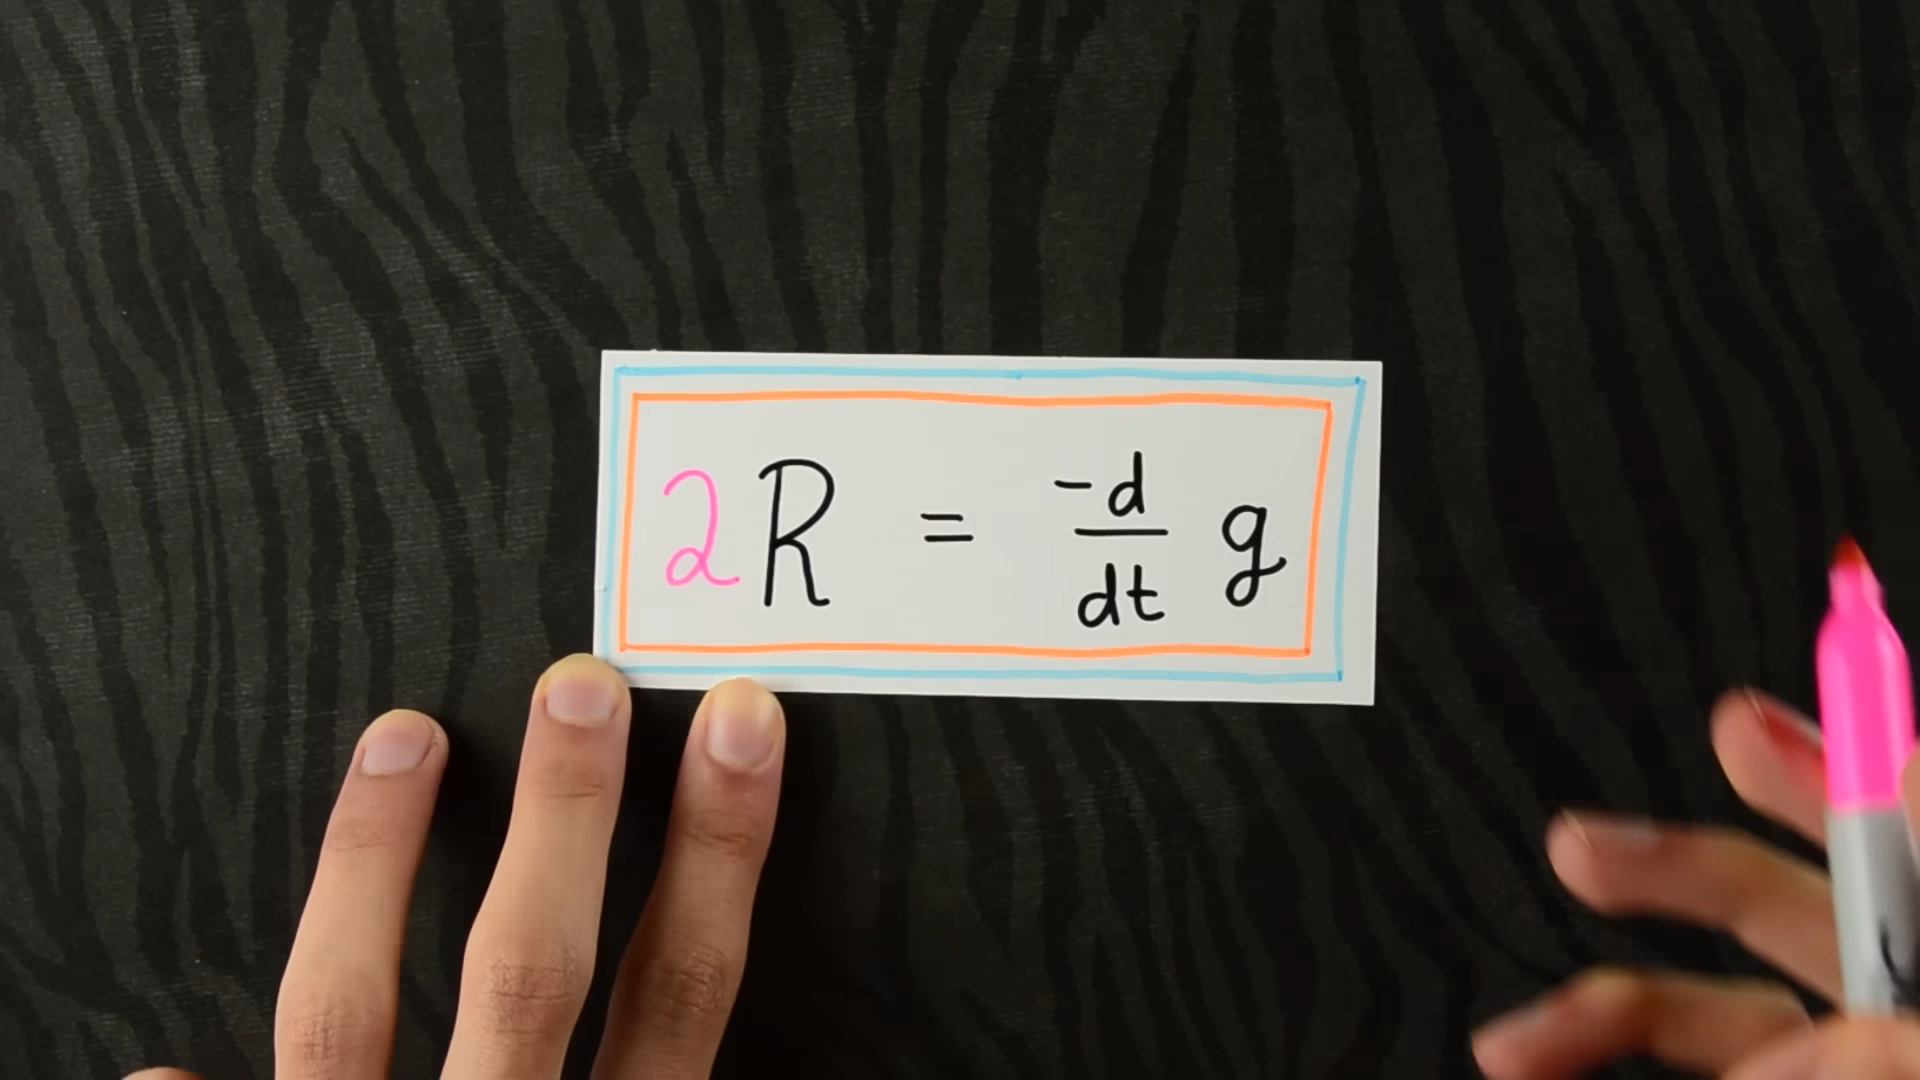 2R = -d/dt g